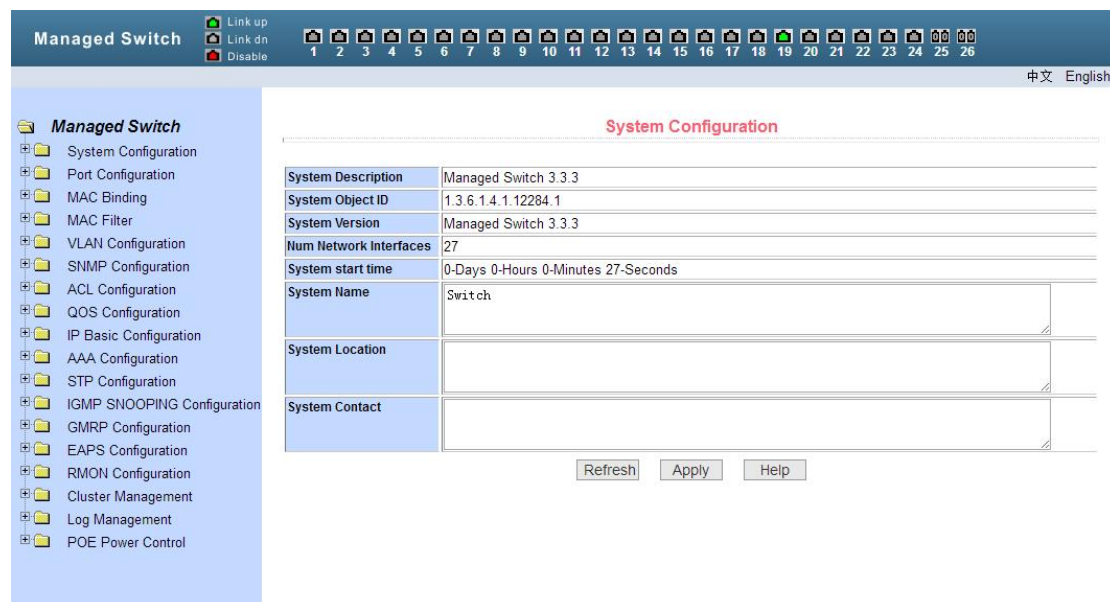 Managed Switch
Link up
Link dn
Disable
1 2 3 4 5 6 7 8 9 10 11 12 13 14 15 16 17 18 19 20 21 22 23 24 25 26
中文 English
Managed Switch
System Configuration
Port Configuration
MAC Binding
MAC Filter
VLAN Configuration
SNMP Configuration
ACL Configuration
QOS Configuration
IP Basic Configuration
AAA Configuration
STP Configuration
IGMP SNOOPING Configuration
GMRP Configuration
EAPS Configuration
RMON Configuration
Cluster Management
Log Management
POE Power Control
System Configuration
System Description Managed Switch 3.3.3
System Object ID 1.3.6.1.4.1.12284.1
System Version Managed Switch 3.3.3
Num Network Interfaces 27
System start time 0-Days 0-Hours 0-Minutes 27-Seconds
System Name Switch
System Location
System Contact
Refresh Apply Help